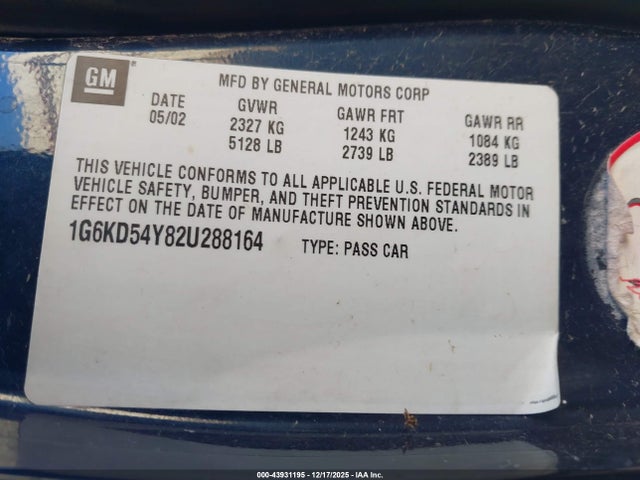 GM
MFD BY GENERAL MOTORS CORP
DATE GVWR GAWR FRT GAWR RR
05/02 2327 KG 1243 KG 1084 KG
5128 LB 2739 LB 2389 LB
THIS VEHICLE CONFORMS TO ALL APPLICABLE U.S. FEDERAL MOTOR
VEHICLE SAFETY, BUMPER, AND THEFT PREVENTION STANDARDS IN
EFFECT ON THE DATE OF MANUFACTURE SHOWN ABOVE.
1G6KD54Y82U288164 TYPE: PASS CAR
000-43931195 - 12/17/2025 - IAA Inc.